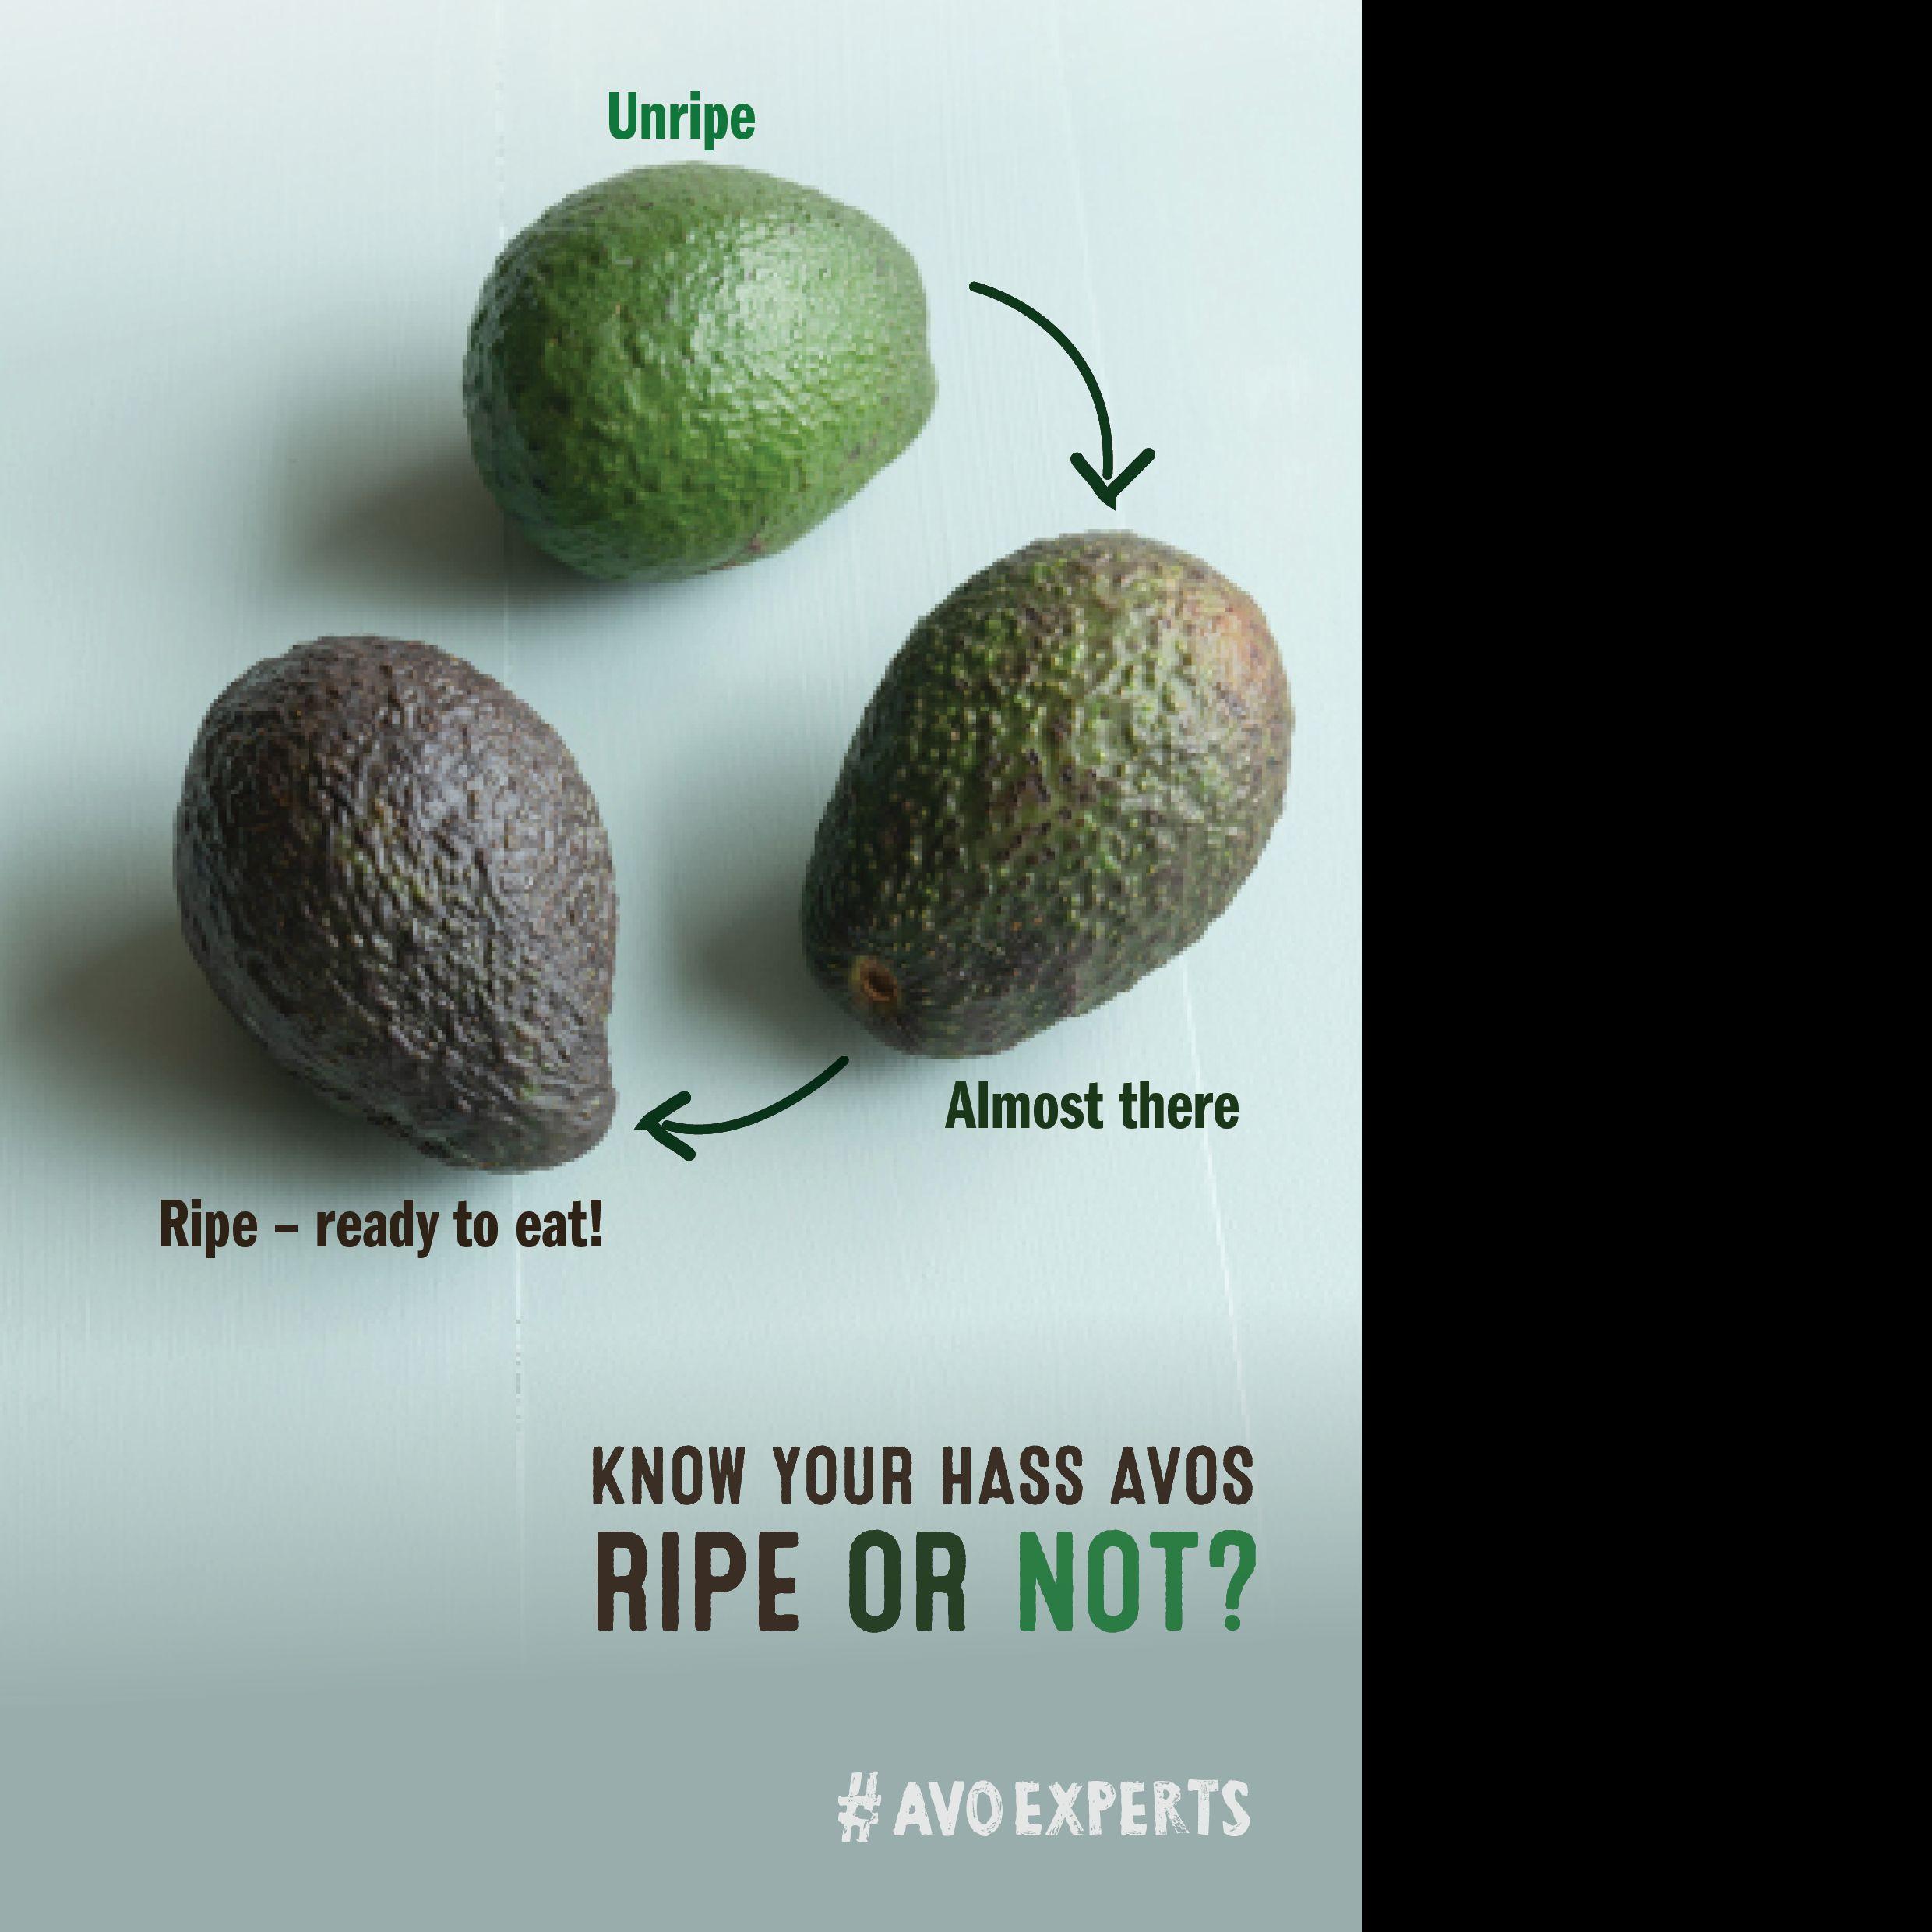 Unripe
Almost there
Ripe – ready to eat!
KNOW YOUR HASS AVOS
RIPE OR NOT?
#AVOEXPERTS